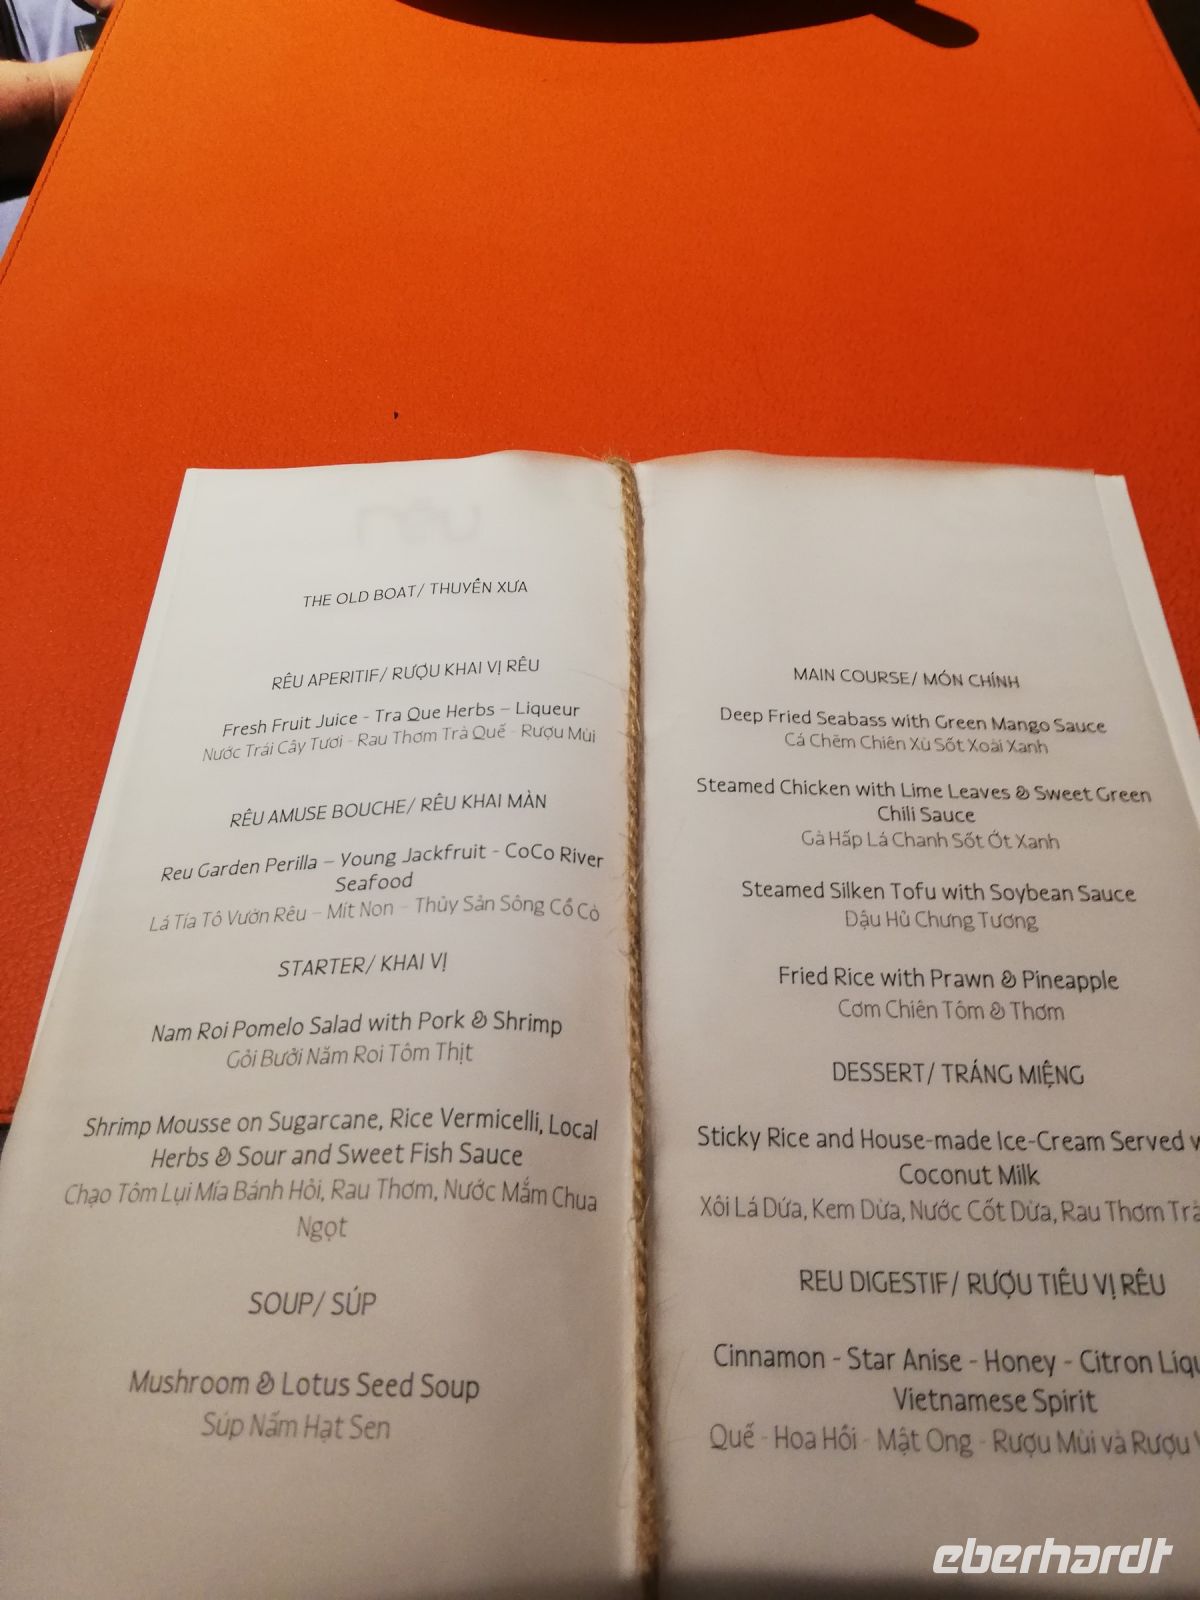 THE OLD BOAT/ THUYỀN XƯA
RÊU APERITIF/ RƯỢU KHAI VỊ RÊU
Fresh Fruit Juice - Tra Que Herbs – Liqueur
Nước Trái Cây Tươi - Rau Thơm Trà Quế - Rượu Mùi
RÊU AMUSE BOUCHE/ RÊU KHAI MÀN
Reu Garden Perilla – Young Jackfruit - CoCo River
Seafood
Lá Tía Tô Vườn Rêu – Mít Non – Thủy Sản Sông Cổ Cò
STARTER/ KHAI VỊ
Nam Roi Pomelo Salad with Pork & Shrimp
Gỏi Bưởi Năm Roi Tôm Thịt
Shrimp Mousse on Sugarcane, Rice Vermicelli, Local
Herbs & Sour and Sweet Fish Sauce
Chạo Tôm Lụi Mía Bánh Hỏi, Rau Thơm, Nước Mắm Chua
Ngọt
SOUP/ SÚP
Mushroom & Lotus Seed Soup
Súp Nấm Hạt Sen
MAIN COURSE/ MÓN CHÍNH
Deep Fried Seabass with Green Mango Sauce
Cá Chẽm Chiên Xù Sốt Xoài Xanh
Steamed Chicken with Lime Leaves & Sweet Green
Chili Sauce
Gà Hấp Lá Chanh Sốt Ớt Xanh
Steamed Silken Tofu with Soybean Sauce
Đậu Hủ Chưng Tương
Fried Rice with Prawn & Pineapple
Cơm Chiên Tôm & Thơm
DESSERT/ TRÁNG MIỆNG
Sticky Rice and House-made Ice-Cream Served
Coconut Milk
Xôi Lá Dứa, Kem Dừa, Nước Cốt Dừa, Rau Thơm Trà
REU DIGESTIF/ RƯỢU TIÊU VỊ RÊU
Cinnamon - Star Anise - Honey - Citron
Vietnamese Spirit
Quế - Hoa Hồi - Mật Ong - Rượu Mùi và Rượu
eberhardt